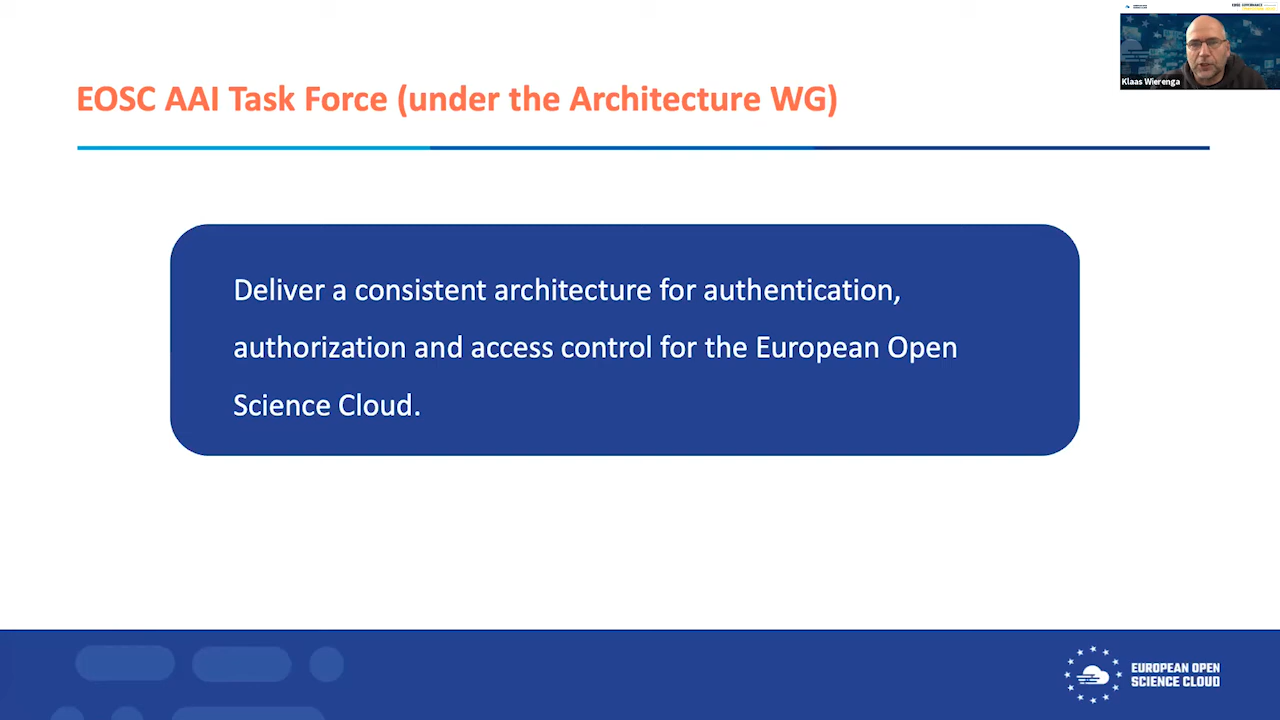 Klaas Wierenga
EOSC AAI Task Force (under the Architecture WG)
Deliver a consistent architecture for authentication,
authorization and access control for the European Open
Science Cloud.
EUROPEAN OPEN
SCIENCE CLOUD